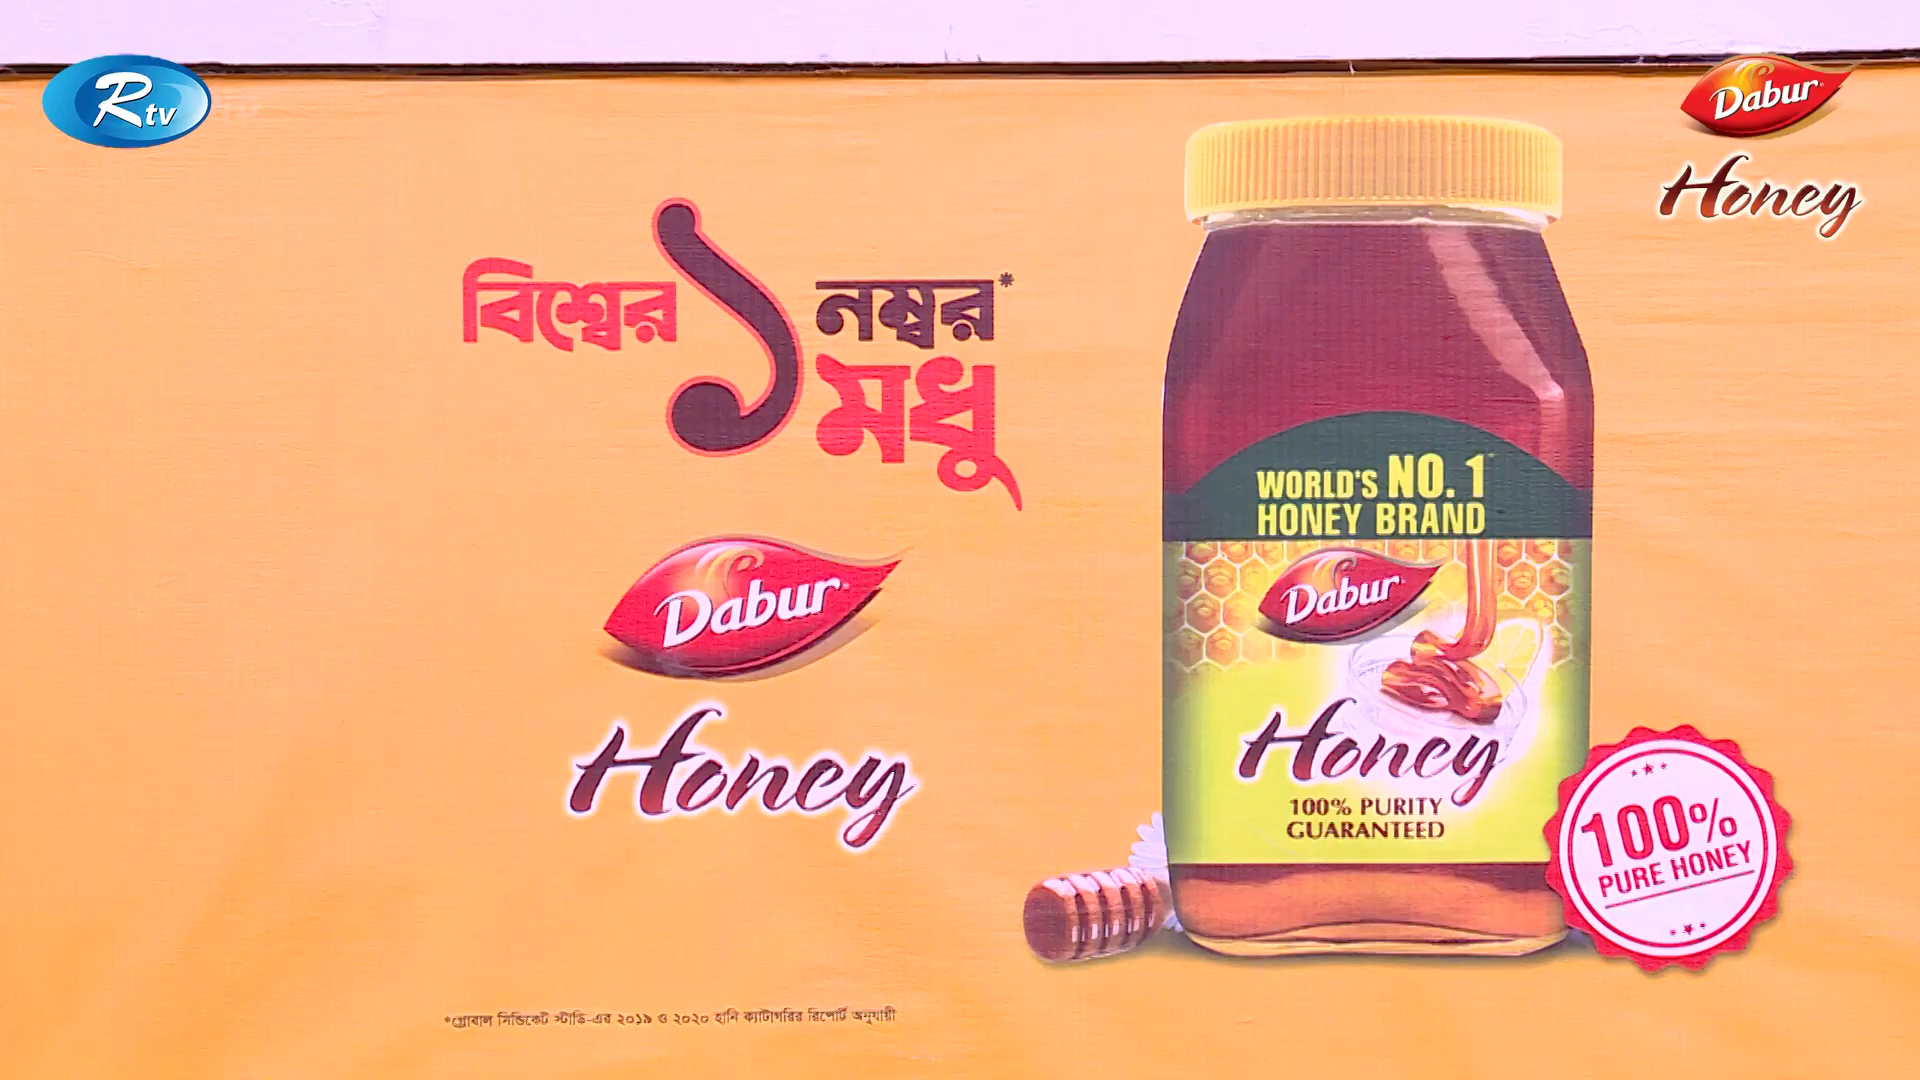 Rtv
Dabur
Honey
বিশ্বের ১ নম্বর*
মধু
Dabur
Honey
WORLD'S NO. 1*
HONEY BRAND
Dabur
Honey
100% PURITY
GUARANTEED
100%
PURE HONEY
*গ্লোবাল সিন্ডিকেট স্টাডি-এর ২০১৯ ও ২০২০ হানি ক্যাটাগরির রিপোর্ট অনুযায়ী